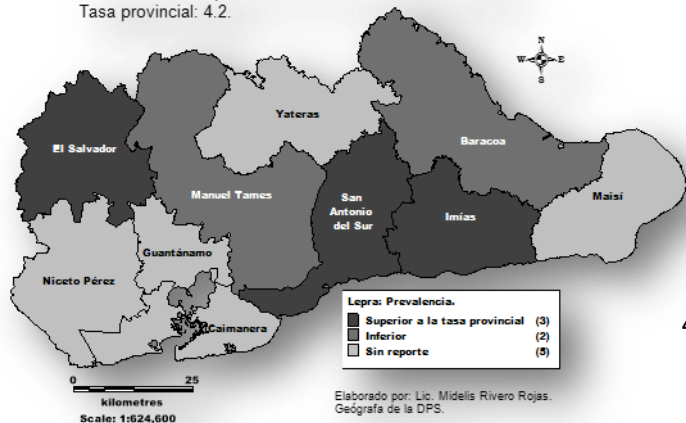 Tasa provincial: 4.2.
N
W E
S
Yateras
El Salvador
Baracoa
Manuel Tames
San
Antonio
del Sur
Imías
Maisí
Guantánamo
Niceto Pérez
Caimanera
Lepra: Prevalencia.
Superior a la tasa provincial (3)
Inferior (2)
Sin reporte (5)
0 25
kilometres
Scale: 1:624,600
Elaborado por: Lic. Midelis Rivero Rojas.
Geógrafa de la DPS.